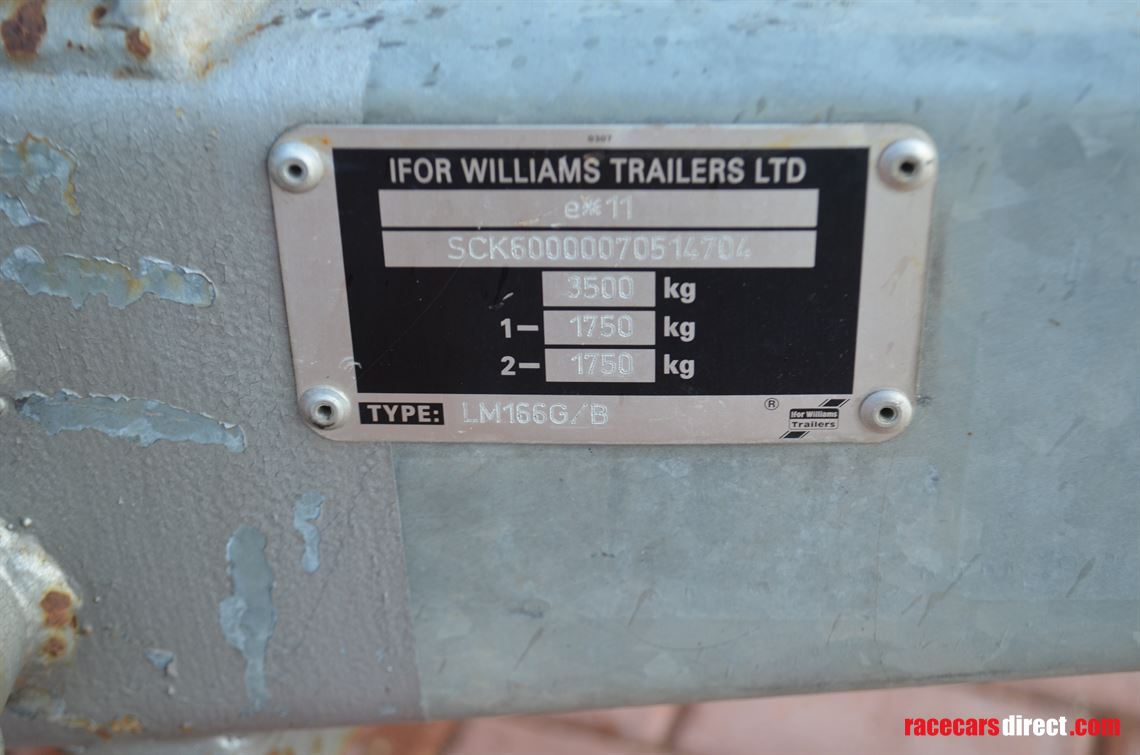 0307
IFOR WILLIAMS TRAILERS LTD
e*11
SCK60000070514704
3500 kg
1- 1750 kg
2- 1750 kg
TYPE: LM166G/B
®
Ifor Williams
Trailers
racecarsdirect.com